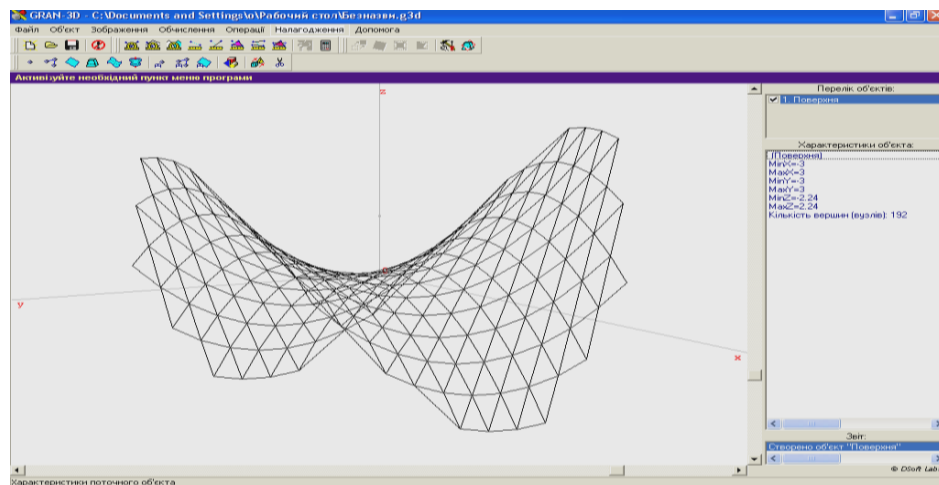 GRAN-3D - C:\Documents and Settings\o\Рабочий стол\Безназви.g3d
Файл Об'єкт Зображення Обчислення Операції Налагодження Допомога
Активізуйте необхідний пункт меню програми
Перелік об'єктів:
1. Поверхня
z
Характеристики об'єкта:
[Поверхня]
MinX=-3
MaxX=3
MinY=-3
MaxY=3
MinZ=-2.24
MaxZ=2.24
Кількість вершин (вузлів): 192
y
x
Звіт:
Створено об'єкт "Поверхня"
© DSoft Lab.
Характеристики поточного об'єкта